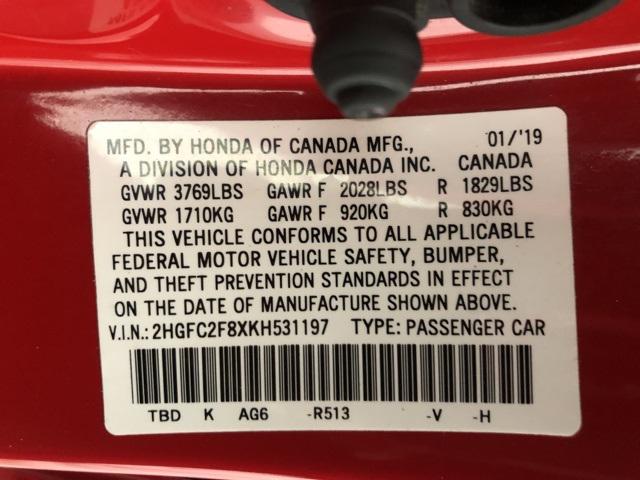 MFD. BY HONDA OF CANADA MFG., 01/'19
A DIVISION OF HONDA CANADA INC. CANADA
GVWR 3769LBS GAWR F 2028LBS R 1829LBS
GVWR 1710KG GAWR F 920KG R 830KG
THIS VEHICLE CONFORMS TO ALL APPLICABLE
FEDERAL MOTOR VEHICLE SAFETY, BUMPER,
AND THEFT PREVENTION STANDARDS IN EFFECT
ON THE DATE OF MANUFACTURE SHOWN ABOVE.
V.I.N.: 2HGFC2F8XKH531197 TYPE: PASSENGER CAR
TBD K AG6 -R513 -V -H